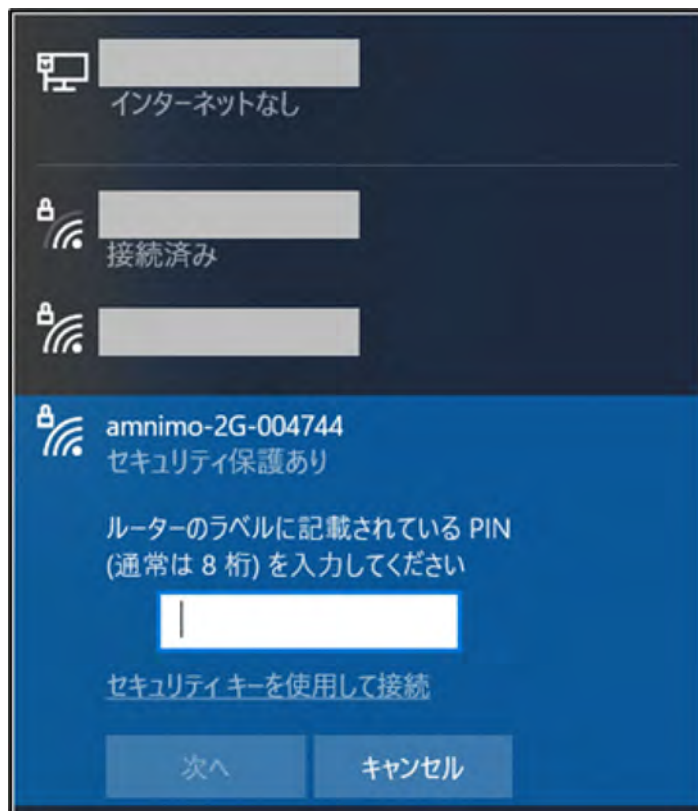 インターネットなし
接続済み
amnimo-2G-004744
セキュリティ保護あり
ルーターのラベルに記載されている PIN
(通常は 8 桁) を入力してください
セキュリティ キーを使用して接続
次へ
キャンセル